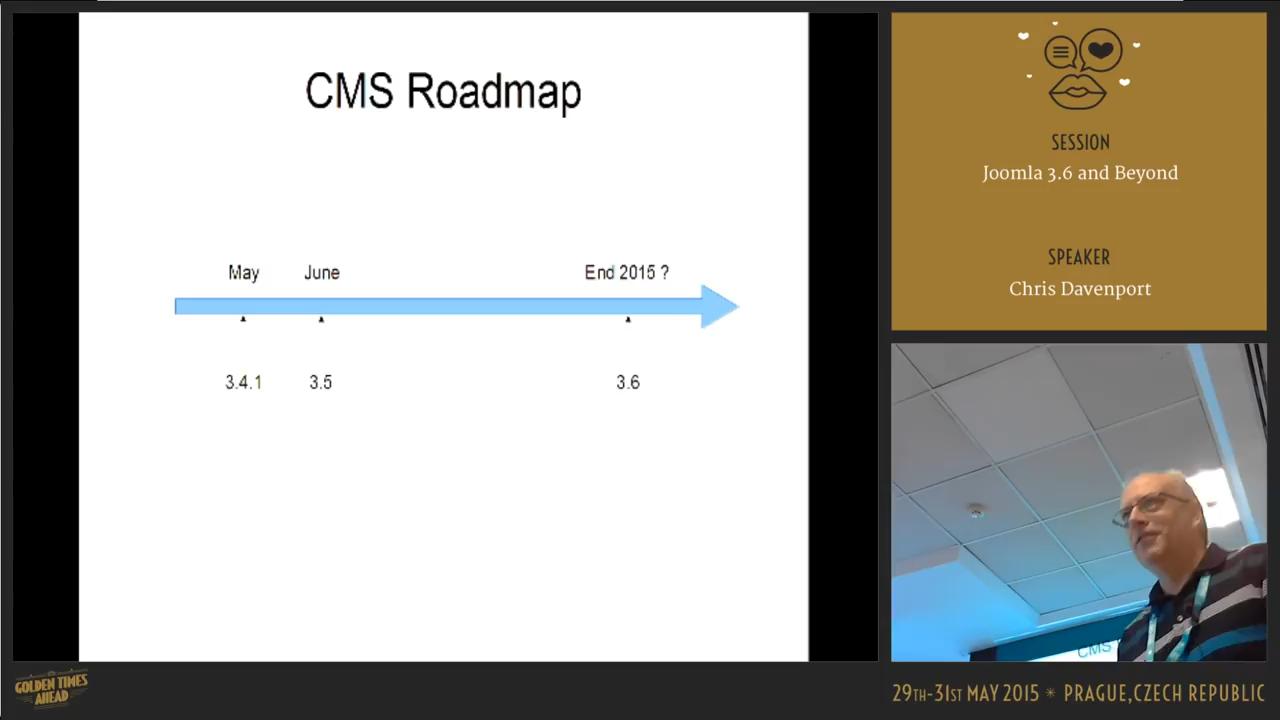 CMS Roadmap
May June End 2015 ?
3.4.1 3.5 3.6
SESSION
Joomla 3.6 and Beyond
SPEAKER
Chris Davenport
CMS
GOLDEN TIMES
AHEAD
29TH-31ST MAY 2015 * PRAGUE,CZECH REPUBLIC